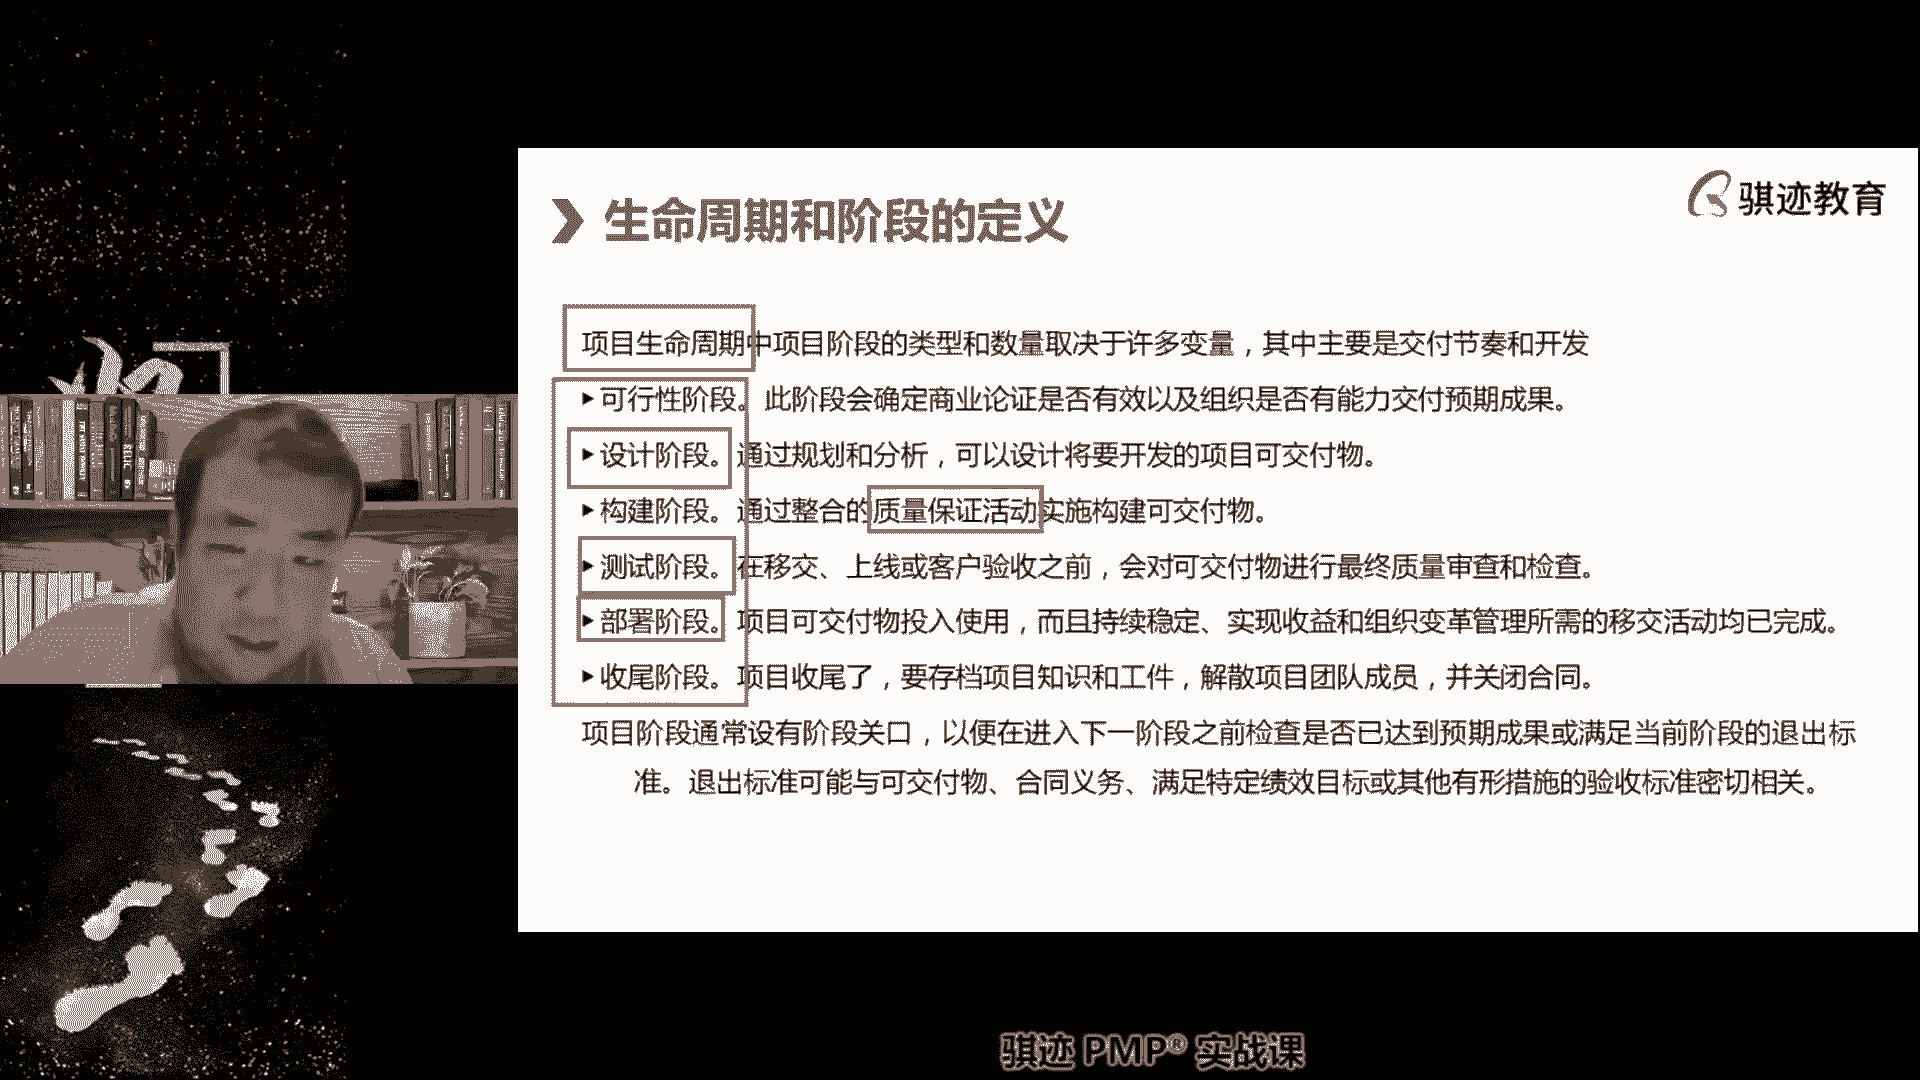 骐迹教育
生命周期和阶段的定义
项目生命周期中项目阶段的类型和数量取决于许多变量，其中主要是交付节奏和开发
▶可行性阶段。此阶段会确定商业论证是否有效以及组织是否有能力交付预期成果。
▶设计阶段。通过规划和分析，可以设计将要开发的项目可交付物。
▶构建阶段。通过整合的质量保证活动实施构建可交付物。
▶测试阶段。在移交、上线或客户验收之前，会对可交付物进行最终质量审查和检查。
▶部署阶段。项目可交付物投入使用，而且持续稳定、实现收益和组织变革管理所需的移交活动均已完成。
▶收尾阶段。项目收尾了，要存档项目知识和工件，解散项目团队成员，并关闭合同。
项目阶段通常设有阶段关口，以便在进入下一阶段之前检查是否已达到预期成果或满足当前阶段的退出标
准。退出标准可能与可交付物、合同义务、满足特定绩效目标或其他有形措施的验收标准密切相关。
骐迹 PMP® 实战课